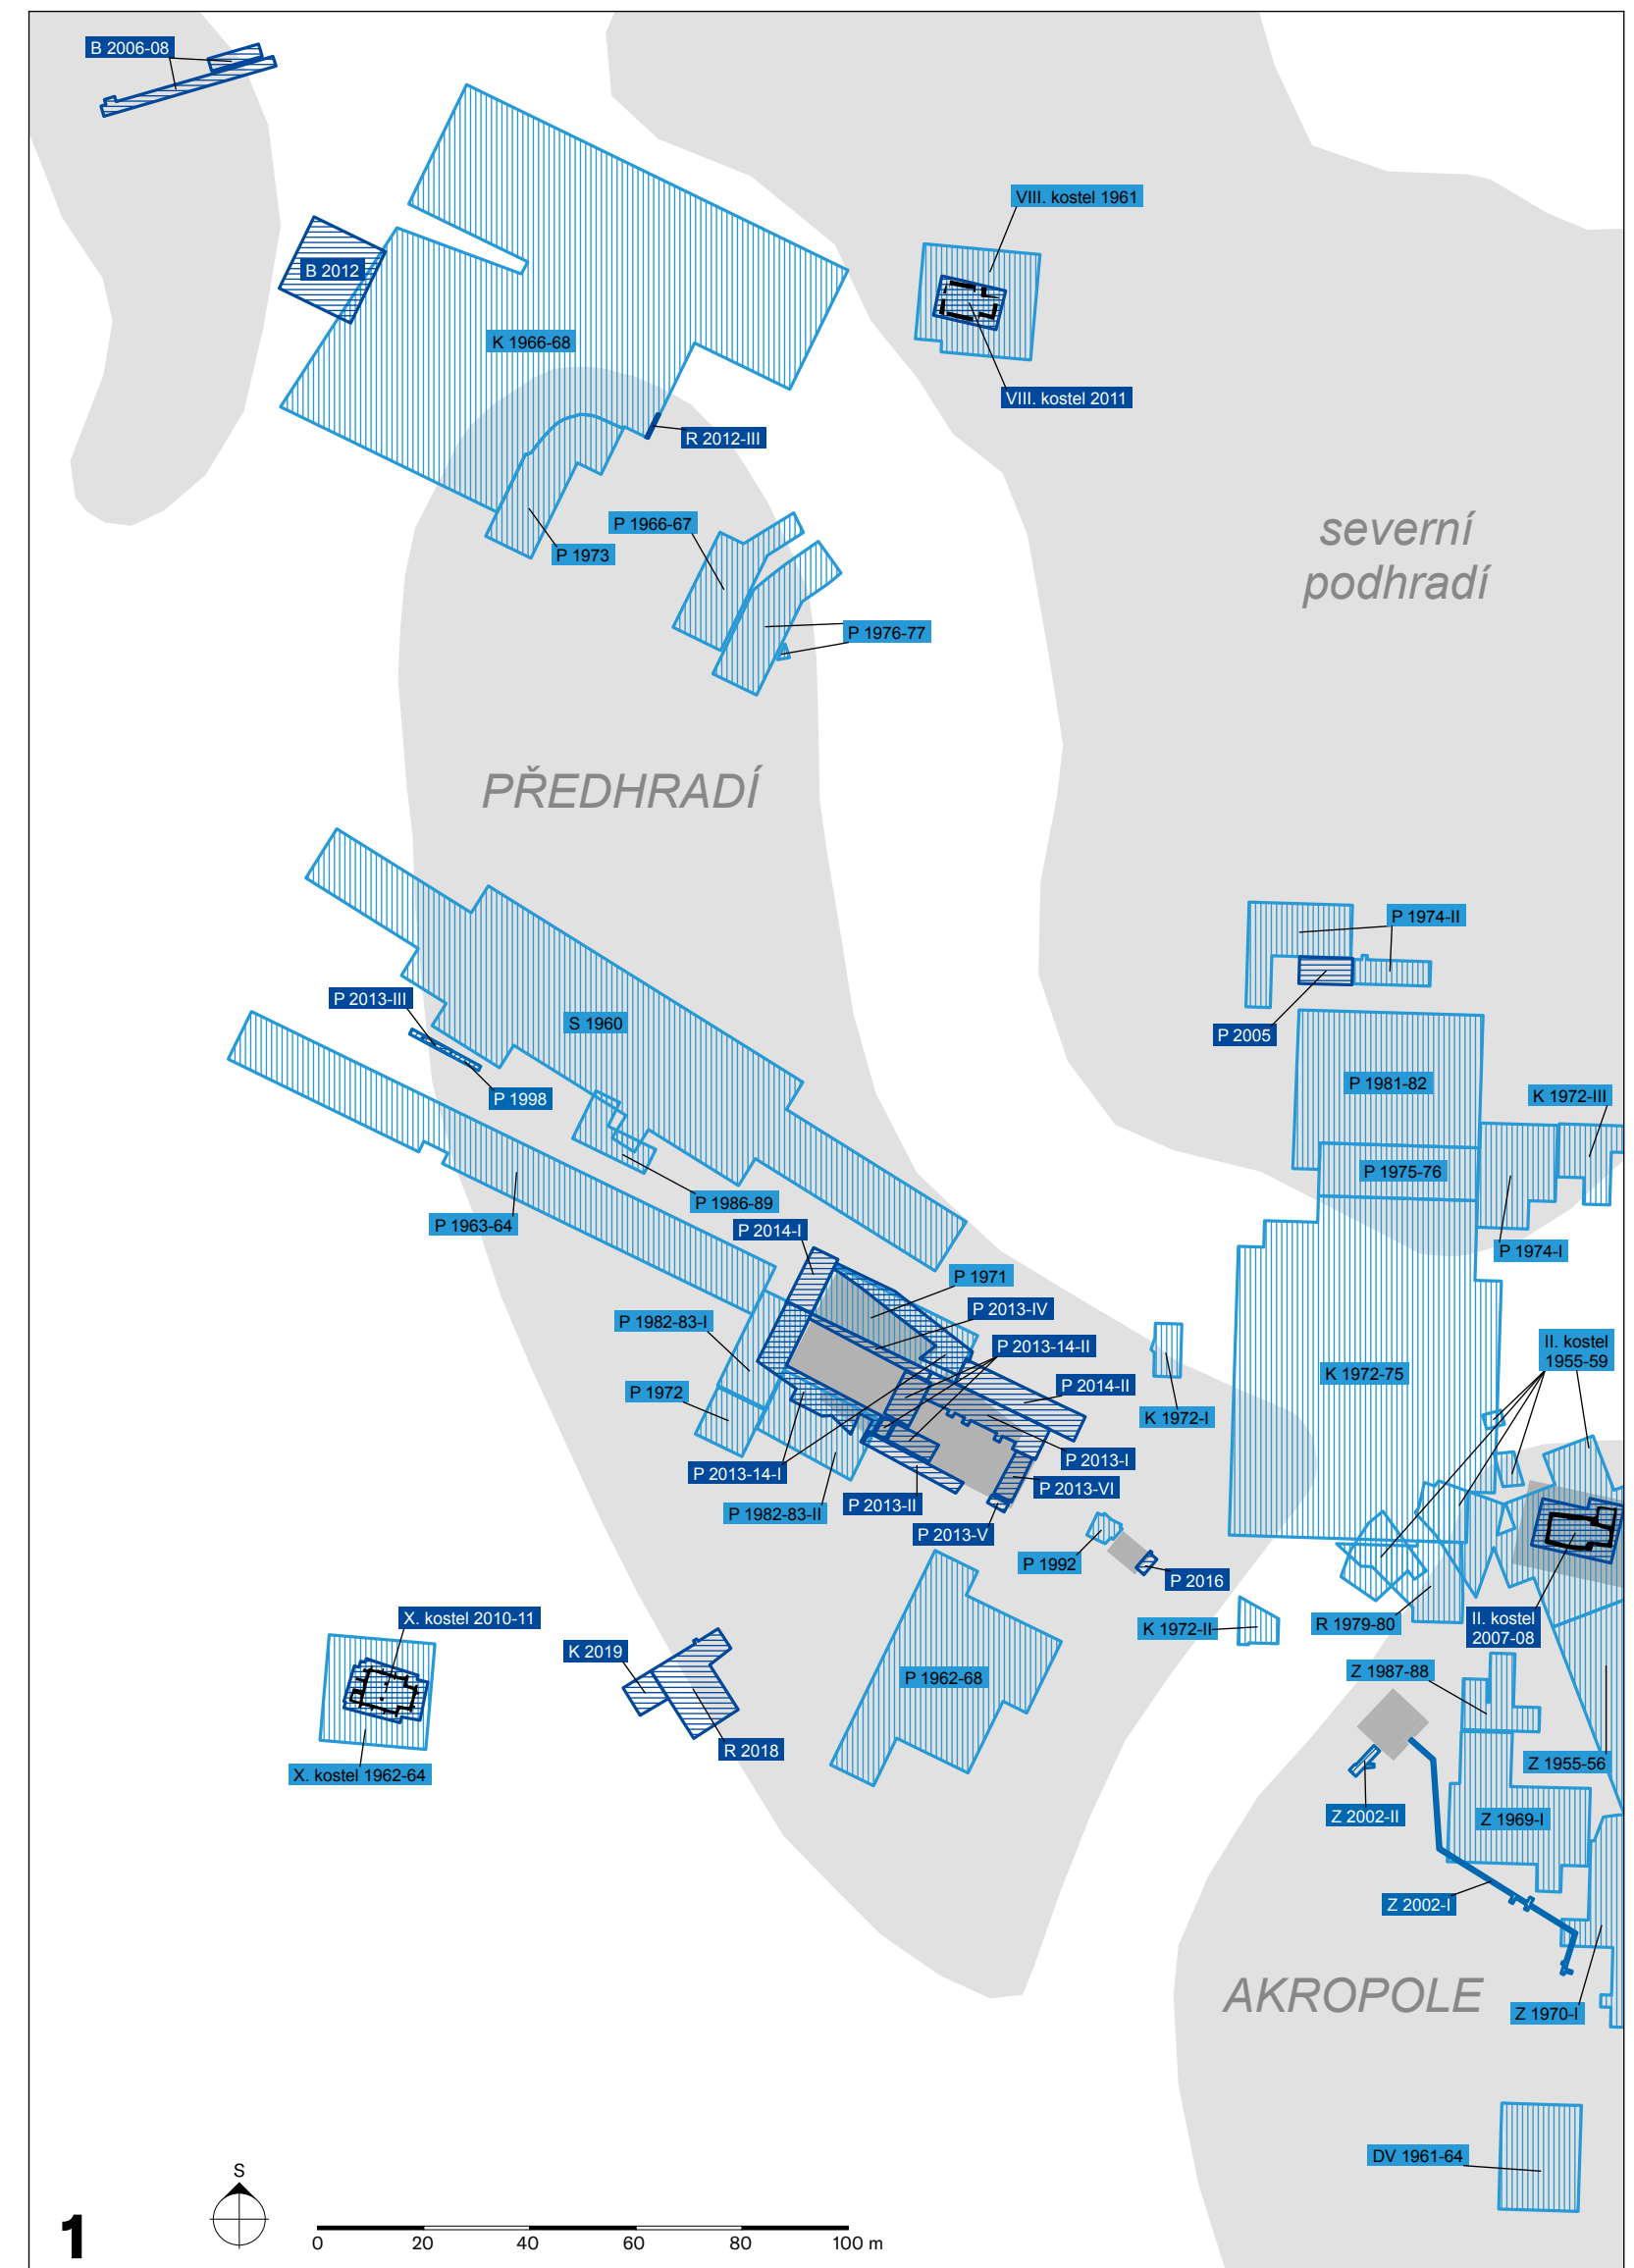 B 2006-08
VIII. kostel 1961
B 2012
K 1966-68
VIII. kostel 2011
R 2012-III
P 1966-67
severní
podhradí
P 1973
P 1976-77
PŘEDHRADÍ
P 1974-II
P 2013-III
S 1960
P 2005
P 1981-82
P 1998
K 1972-III
P 1975-76
P 1986-89
P 1963-64
P 2014-I
P 1974-I
P 1971
P 2013-IV
P 1982-83-I
P 2013-14-II
II. kostel
1955-59
K 1972-75
P 1972
P 2014-II
K 1972-I
P 2013-I
P 2013-14-I
P 2013-VI
P 1982-83-II
P 2013-II
P 2013-V
P 1992
P 2016
X. kostel 2010-11
K 1972-II
R 1979-80
II. kostel
2007-08
K 2019
P 1962-68
Z 1987-88
R 2018
X. kostel 1962-64
Z 1955-56
Z 2002-II
Z 1969-I
Z 2002-I
AKROPOLE
Z 1970-I
DV 1961-64
S
1
0 20 40 60 80 100 m